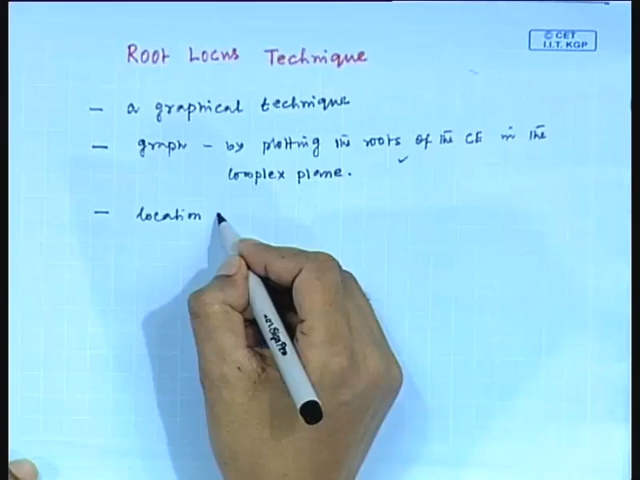 © CET
I.I.T. KGP
Root Locus Technique
– a graphical technique
– graph – by plotting the roots of the CE in the
complex plane.
– location